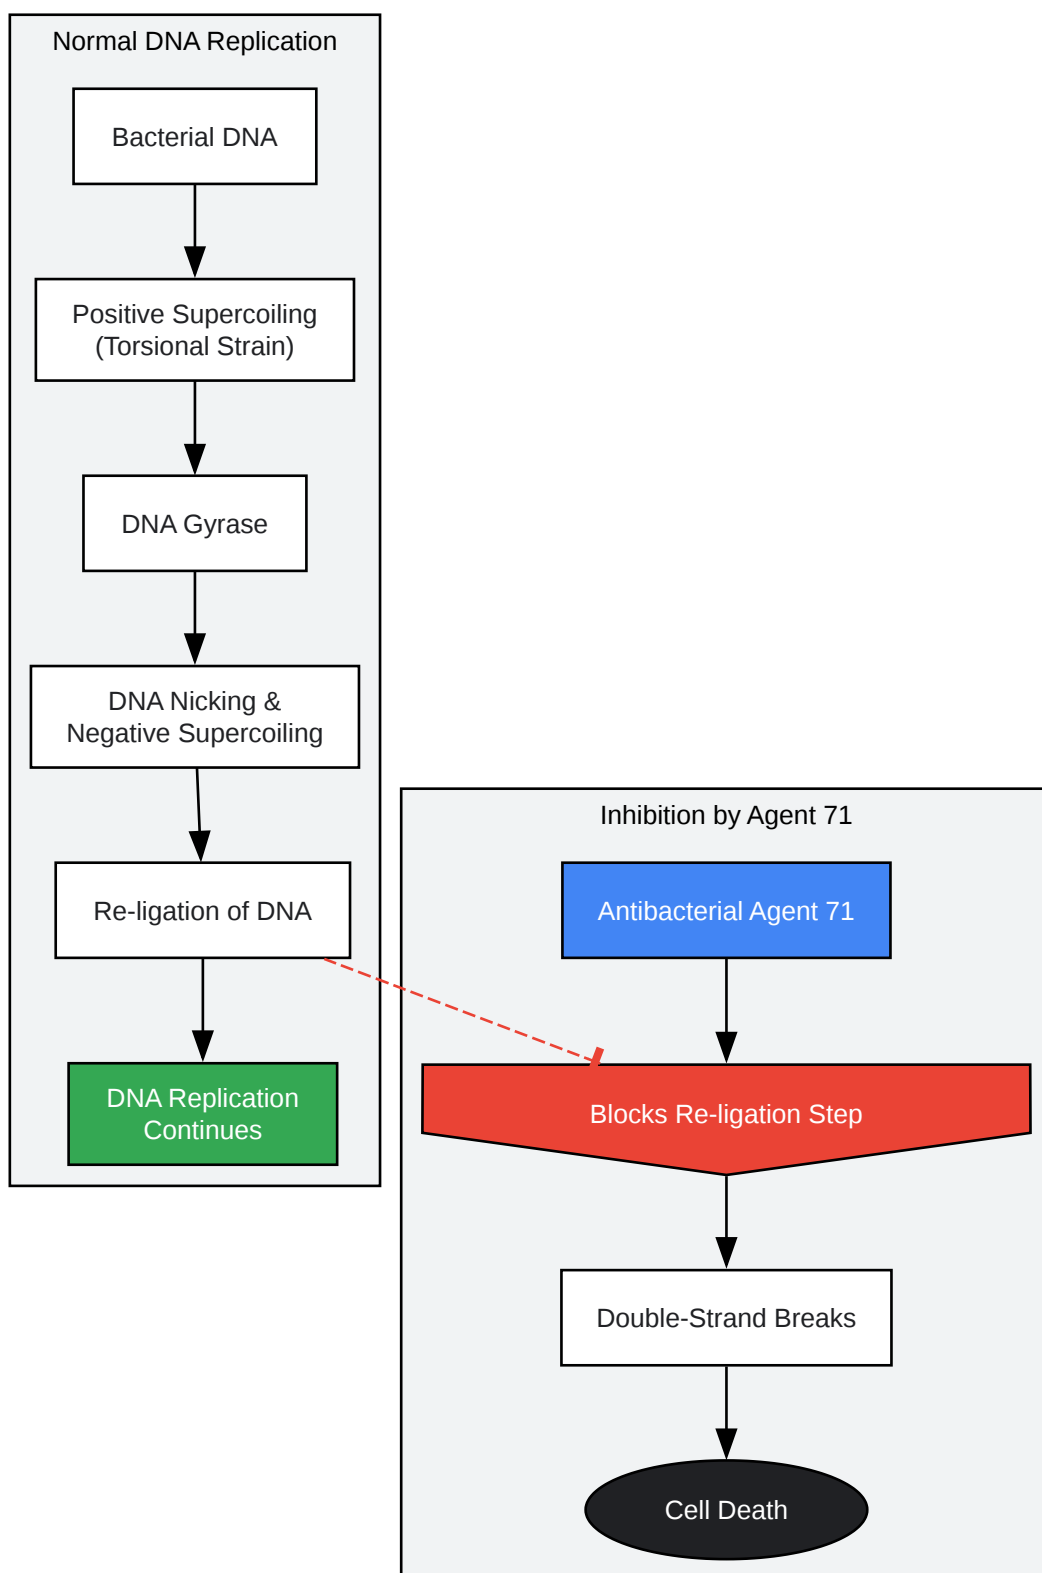 Normal DNA Replication
Bacterial DNA
Positive Supercoiling
(Torsional Strain)
DNA Gyrase
DNA Nicking &
Negative Supercoiling
Re-ligation of DNA
DNA Replication
Continues
Inhibition by Agent 71
Antibacterial Agent 71
Blocks Re-ligation Step
Double-Strand Breaks
Cell Death